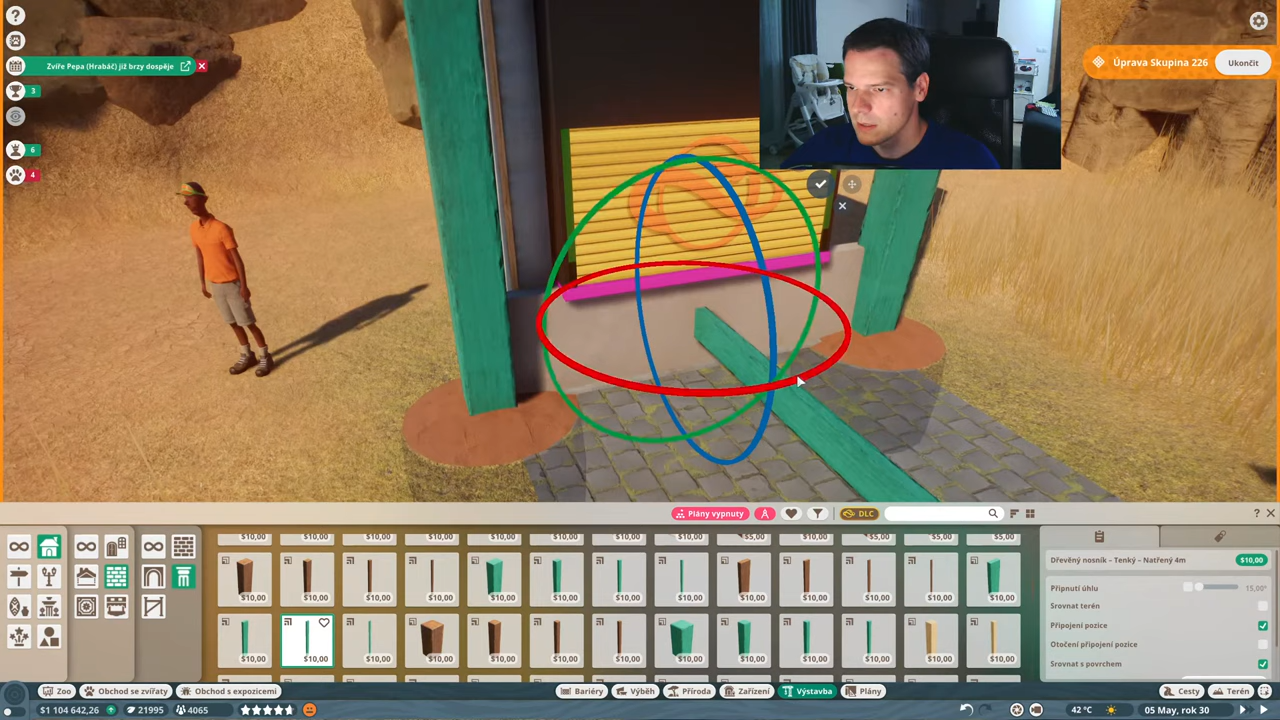 ?
Úprava Skupina 226 Ukončit
Zvíře Pepa (Hrabáč) již brzy dospěje
3
6
4
Plány vypnuty DLC ?
$10,00 $10,00 $10,00 $10,00 $10,00 $10,00 $10,00 $5,00 $10,00 $10,00 $10,00 $5,00 $5,00
$10,00 $10,00 $10,00 $10,00 $10,00 $10,00 $10,00 $10,00 $10,00 $10,00 $10,00 $10,00 $10,00
$10,00 $10,00 $10,00 $10,00 $10,00 $10,00 $10,00 $10,00 $10,00 $10,00 $10,00 $10,00 $10,00
Dřevěný nosník – Tenký – Natřený 4m $10,00
Připnutí úhlu 15,00°
Srovnat terén
Připojení pozice
Otočení připojení pozice
Srovnat s povrchem
Zoo Obchod se zvířaty Obchod s expozicemi Bariéry Výběh Příroda Zařízení Výstavba Plány Cesty Terén
$1 104 642,26 21995 4065 42 °C 05 May, rok 30